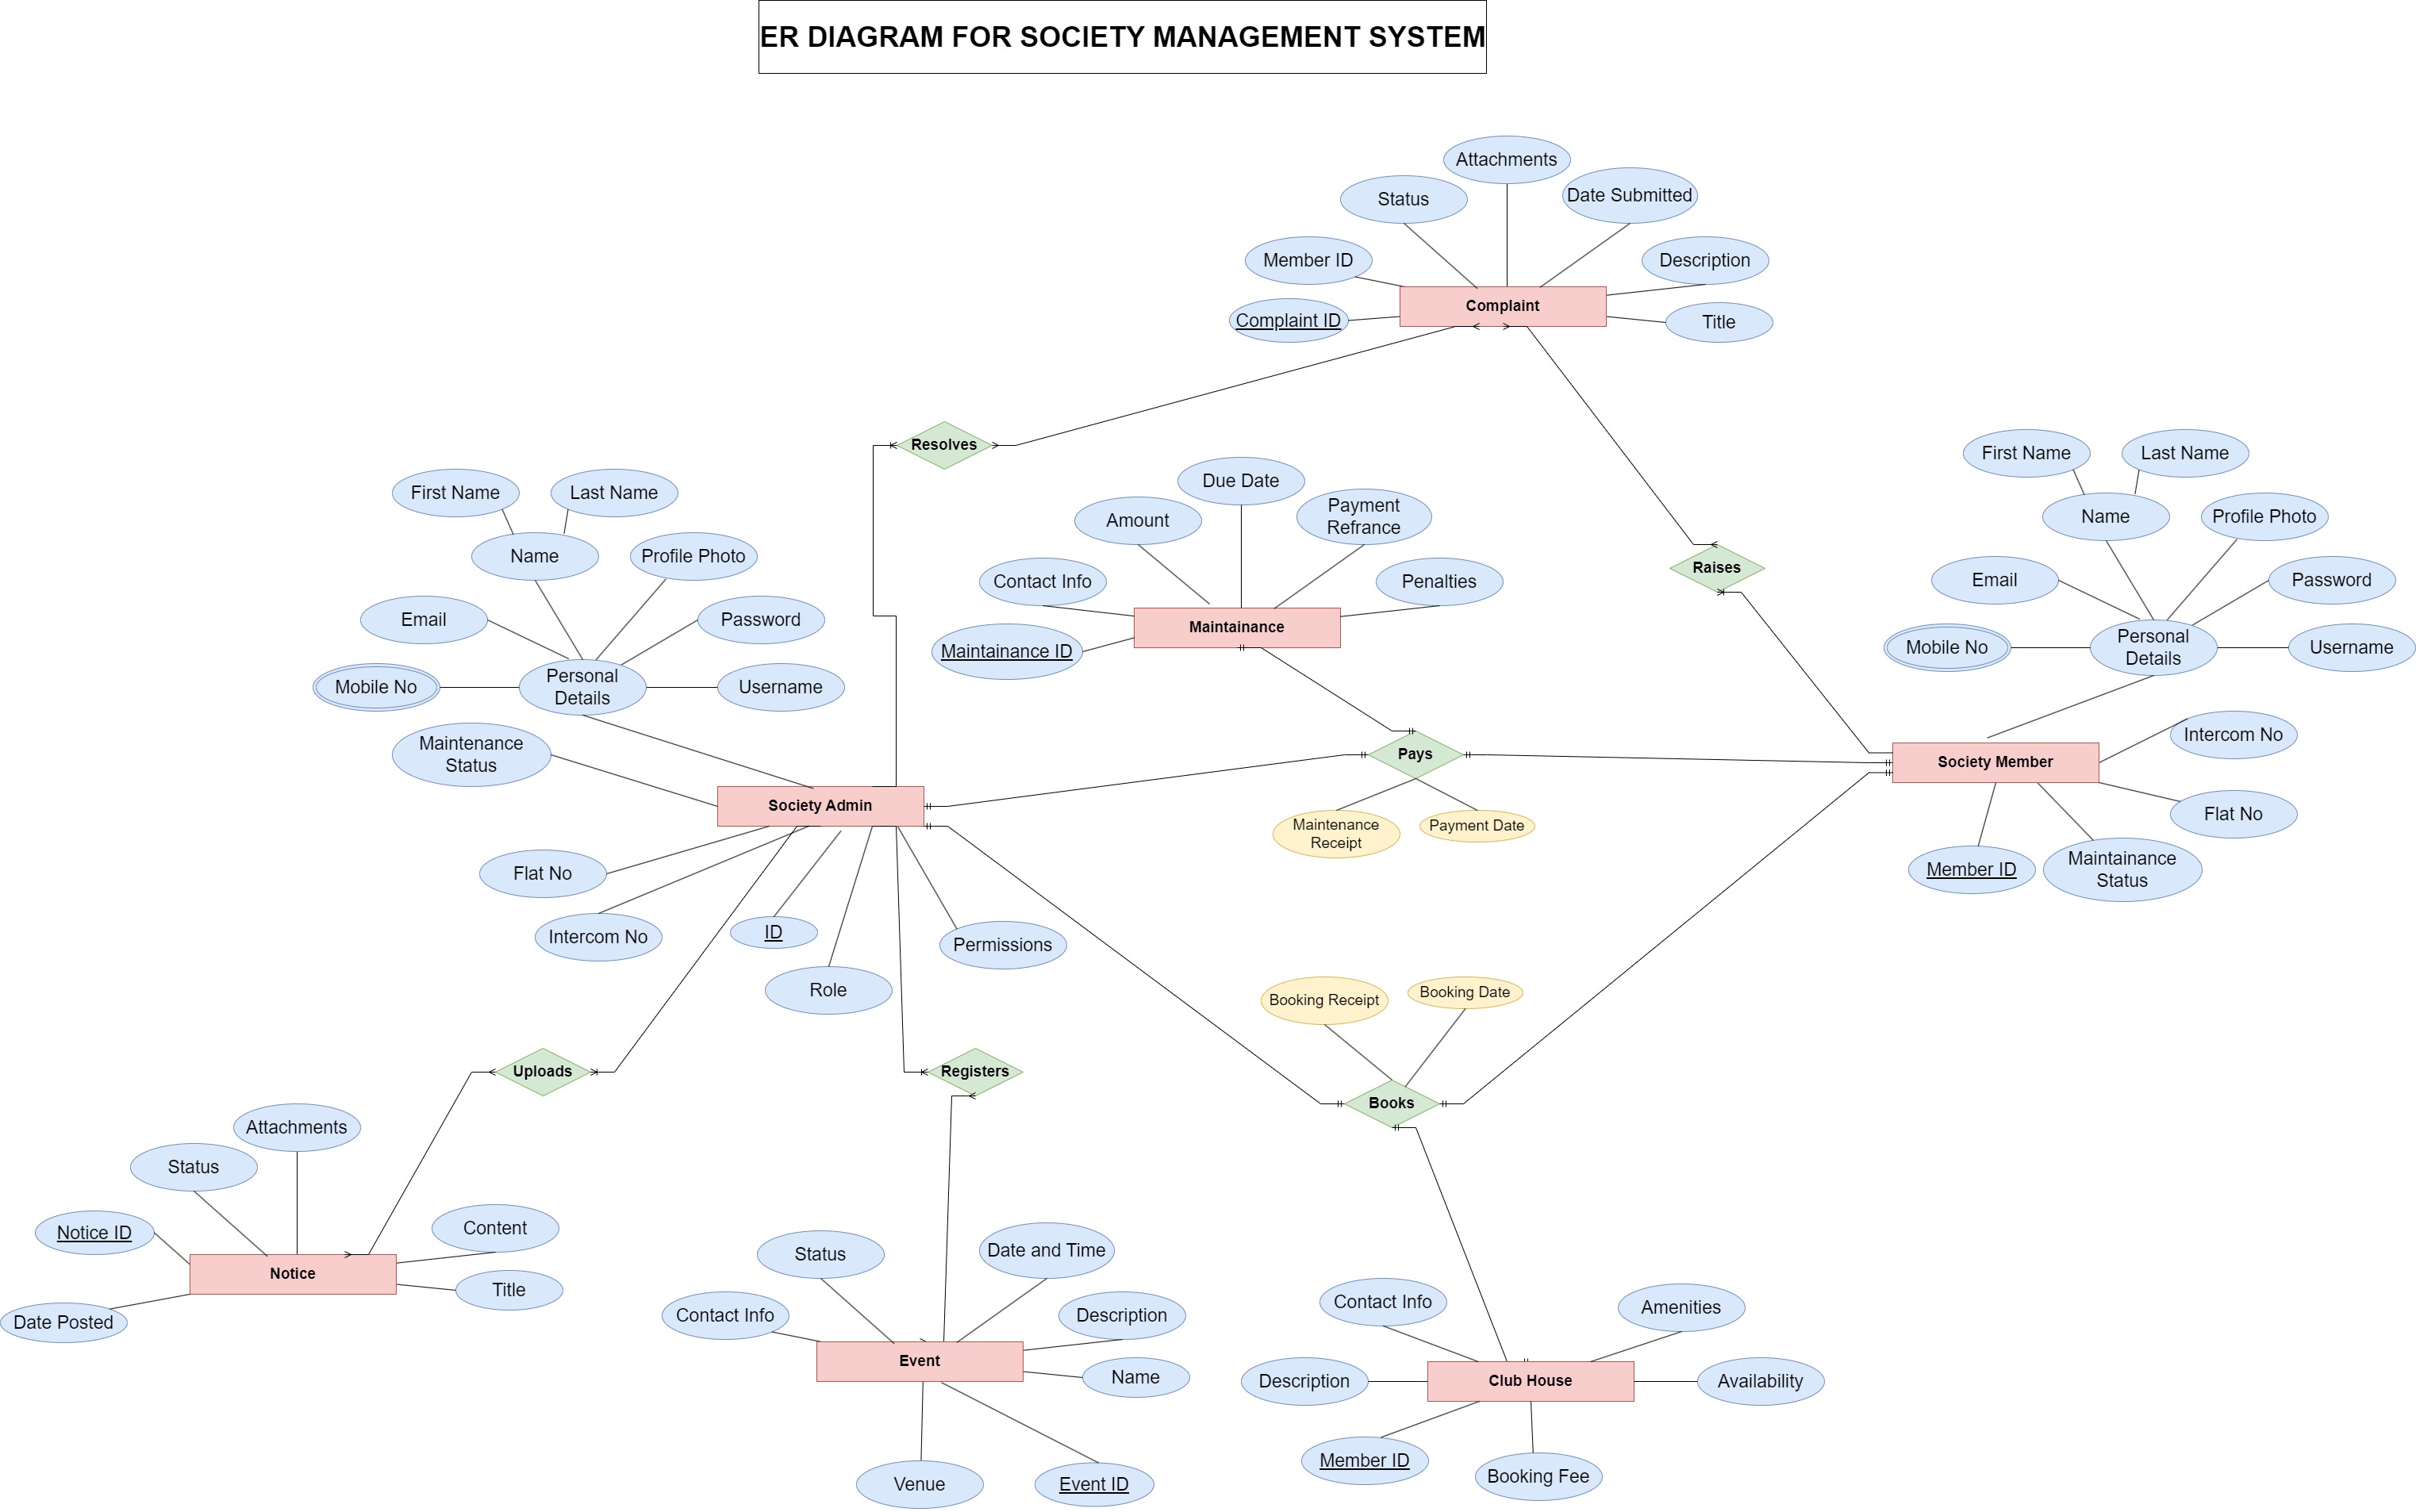 ER DIAGRAM FOR SOCIETY MANAGEMENT SYSTEM
Attachments
Status
Date Submitted
Member ID
Description
Complaint
Complaint ID
Title
Resolves
Raises
First Name
Last Name
Name
Profile Photo
Email
Password
Mobile No
Personal
Details
Username
Maintenance
Status
Society Admin
Flat No
Intercom No
ID
Role
Permissions
Due Date
Amount
Payment
Refrance
Contact Info
Penalties
Maintainance
Maintainance ID
Pays
Maintenance
Receipt
Payment Date
First Name
Last Name
Name
Profile Photo
Email
Password
Mobile No
Personal
Details
Username
Intercom No
Society Member
Flat No
Member ID
Maintainance
Status
Booking Receipt
Booking Date
Books
Uploads
Registers
Attachments
Status
Notice ID
Content
Notice
Title
Date Posted
Status
Date and Time
Contact Info
Description
Event
Name
Venue
Event ID
Contact Info
Amenities
Description
Club House
Availability
Member ID
Booking Fee